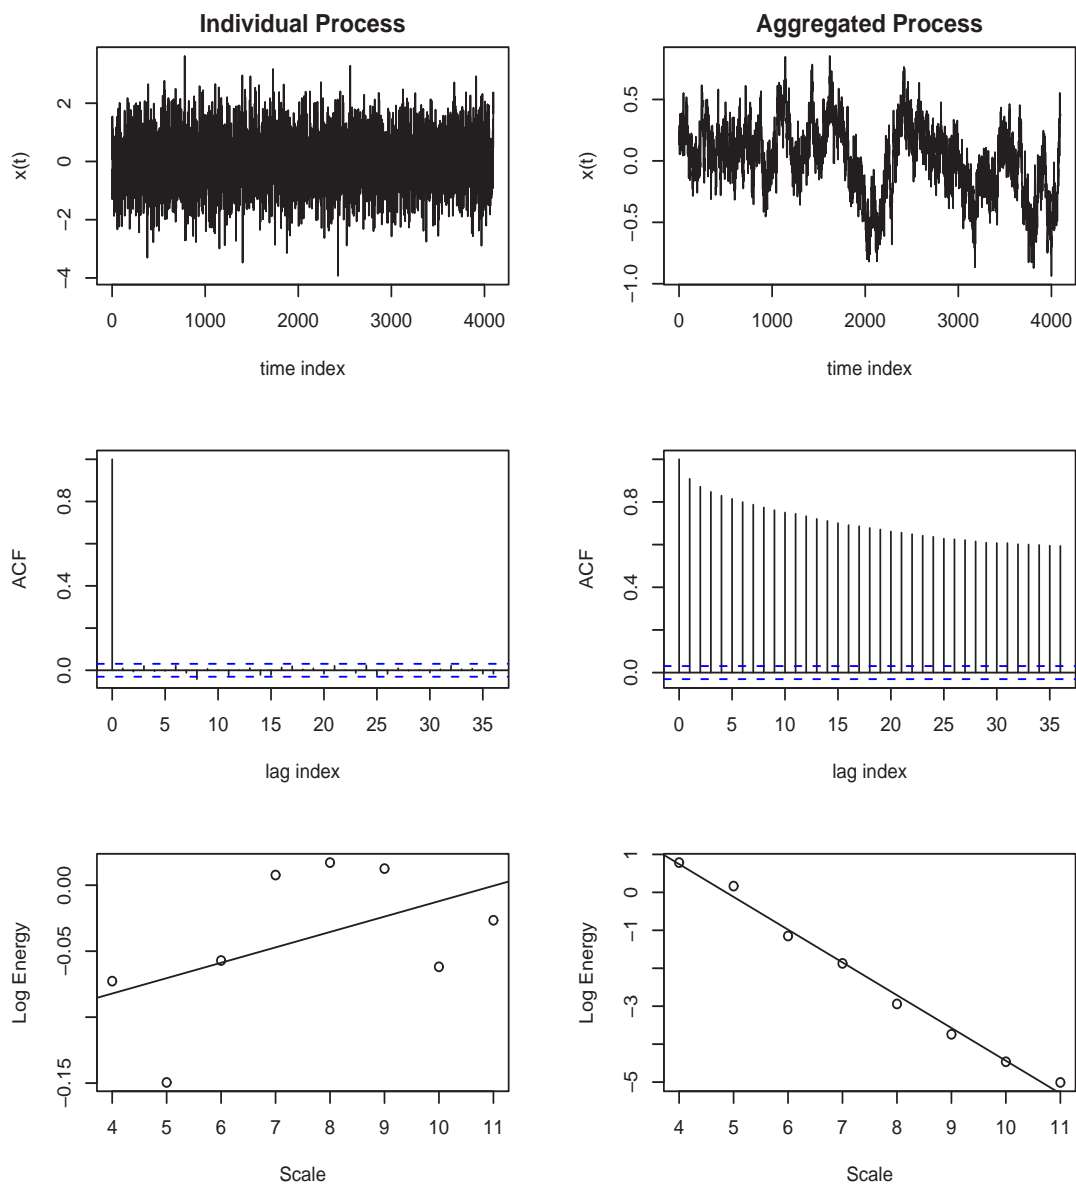 Individual Process
x(t)
2
0
−2
−4
0 1000 2000 3000 4000
time index
Aggregated Process
x(t)
0.5
0.0
−0.5
−1.0
0 1000 2000 3000 4000
time index
ACF
0.8
0.4
0.0
0 5 10 15 20 25 30 35
lag index
ACF
0.8
0.4
0.0
0 5 10 15 20 25 30 35
lag index
Log Energy
0.00
−0.05
−0.15
4 5 6 7 8 9 10 11
Scale
Log Energy
1
0
−1
−3
−5
4 5 6 7 8 9 10 11
Scale